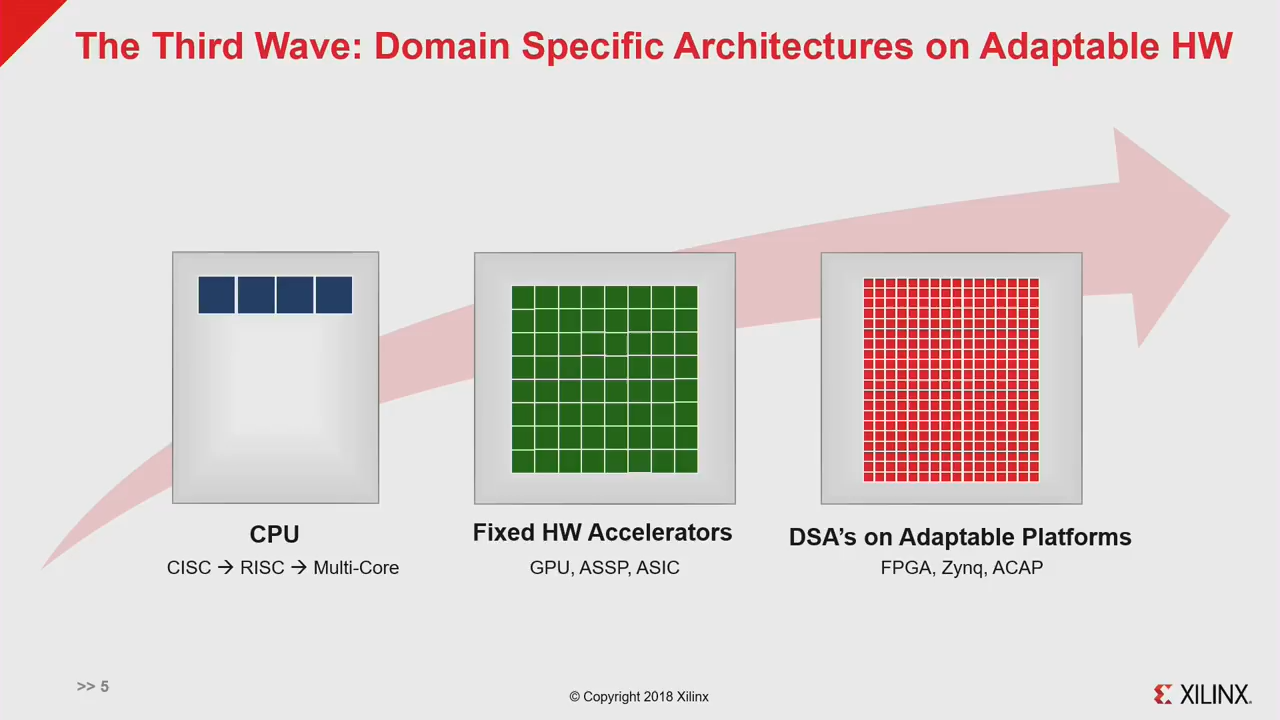 The Third Wave: Domain Specific Architectures on Adaptable HW
CPU
CISC → RISC → Multi-Core
Fixed HW Accelerators
GPU, ASSP, ASIC
DSA’s on Adaptable Platforms
FPGA, Zynq, ACAP
>> 5
© Copyright 2018 Xilinx
XILINX.